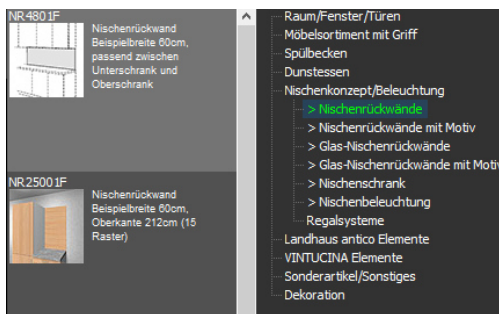 NR4801F
Nischenrückwand
Beispielbreite 60cm,
passend zwischen
Unterschrank und
Oberschrank
NR25001F
Nischenrückwand
Beispielbreite 60cm,
Oberkante 212cm (15
Raster)
Raum/Fenster/Türen
Möbelsortiment mit Griff
Spülbecken
Dunstessen
Nischenkonzept/Beleuchtung
> Nischenrückwände
> Nischenrückwände mit Motiv
> Glas-Nischenrückwände
> Glas-Nischenrückwände mit Motiv
> Nischenschrank
> Nischenbeleuchtung
Regalsysteme
Landhaus antico Elemente
VINTUCINA Elemente
Sonderartikel/Sonstiges
Dekoration